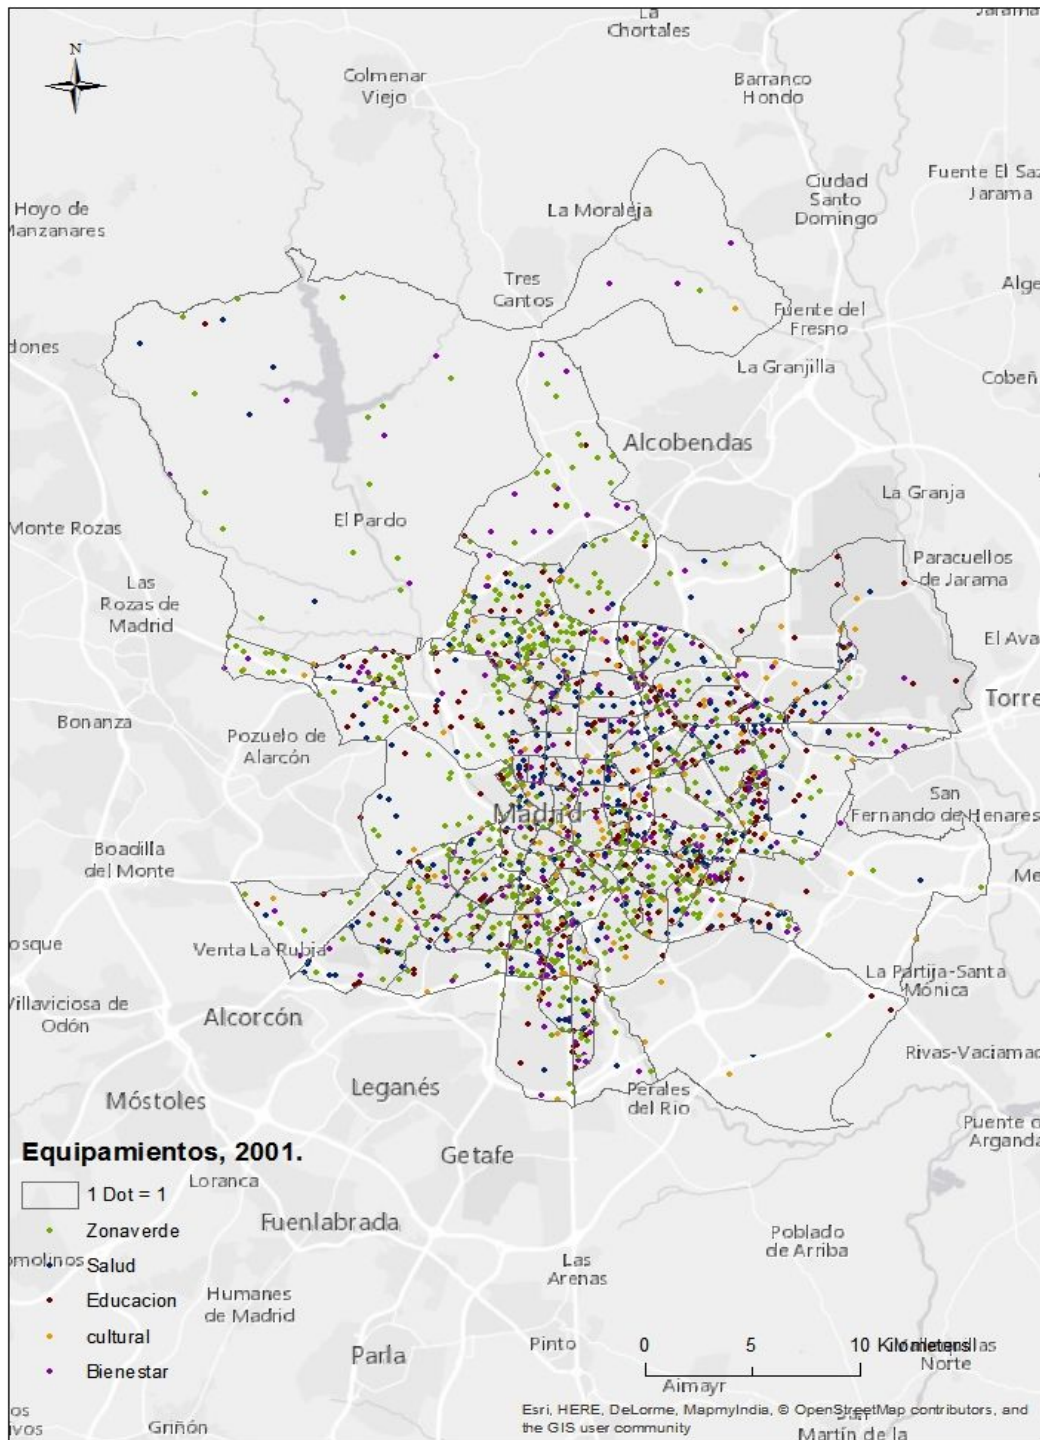 La
Chortales
Jarama
N
Colmenar
Viejo
Barranco
Hondo
Fuente El Saz
Jarama
Ciudad
Santo
Domingo
Hoyo de
Manzanares
La Moraleja
Tres
Cantos
Alge
Fuente del
Fresno
dones
La Granjilla
Cobeñ
Alcobendas
La Granja
Monte Rozas
El Pardo
Paracuellos
de Jarama
Las
Rozas de
Madrid
El Ava
Torre
Bonanza
Pozuelo de
Alarcón
San
Fernando de Henares
Madrid
Boadilla
del Monte
Me
osque
Venta La Rubia
La Partija-Santa
Mónica
Villaviciosa de
Odón
Alcorcón
Rivas-Vaciamad
Leganés
Móstoles
Perales
del Río
Puente d
Arganda
Equipamientos, 2001.
Getafe
Loranca
1 Dot = 1
Zonaverde
Fuenlabrada
Poblado
de Arriba
omolinos
Salud
Las
Arenas
Educacion
Humanes
de Madrid
cultural
Pinto
0 5 10 Kilometers
Norte
Parla
Bienestar
Aimayr
Esri, HERE, DeLorme, MapmyIndia, © OpenStreetMap contributors, and
the GIS user community
os
ivos
Griñón
Martín de la